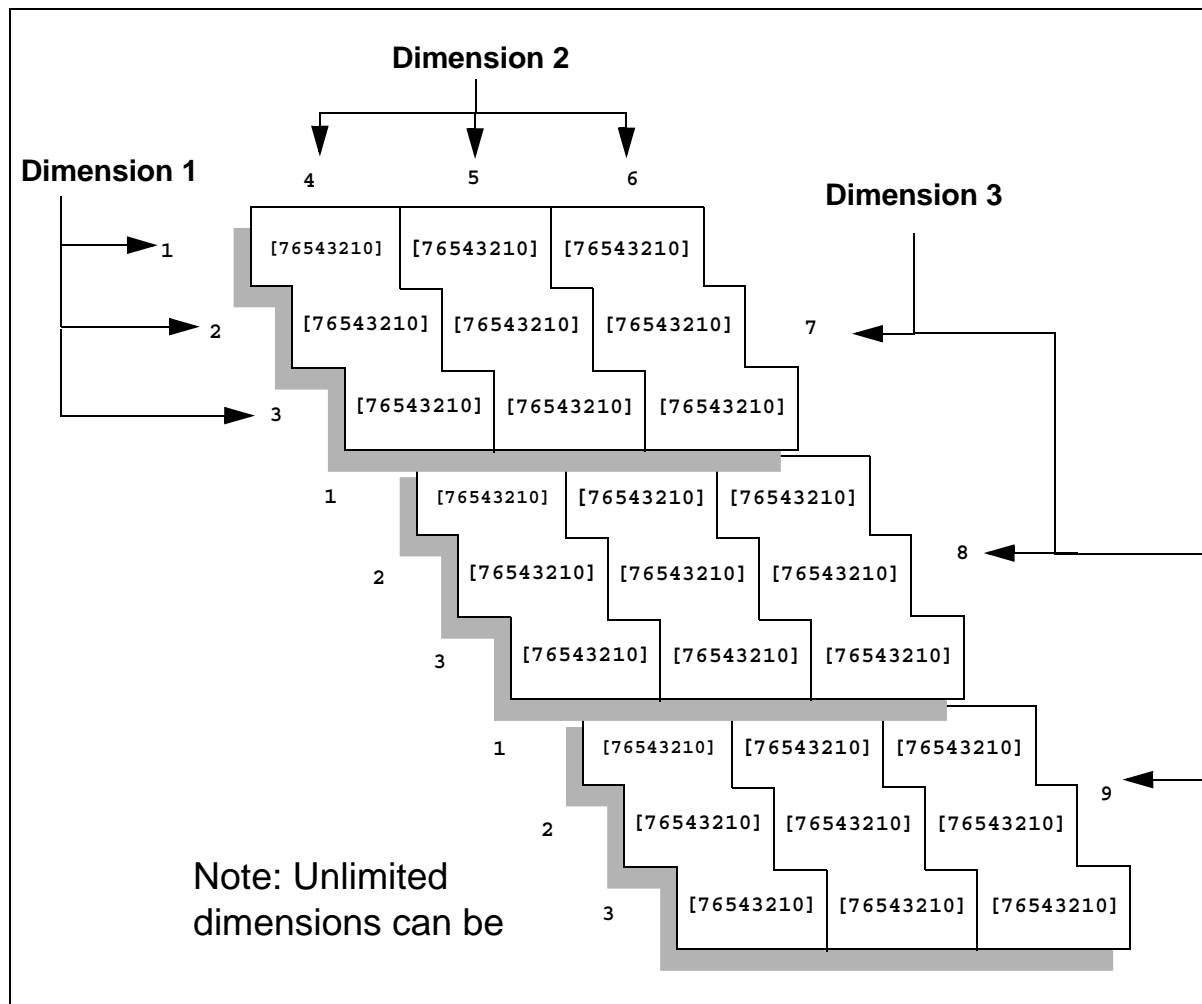 Dimension 2
Dimension 1
4 5 6
Dimension 3
1 [76543210] [76543210] [76543210]
2 [76543210] [76543210] [76543210] 7
3 [76543210] [76543210] [76543210]
1 [76543210] [76543210] [76543210]
2 [76543210] [76543210] [76543210] 8
3 [76543210] [76543210] [76543210]
1 [76543210] [76543210] [76543210]
2 [76543210] [76543210] [76543210] 9
3 [76543210] [76543210] [76543210]
Note: Unlimited
dimensions can be